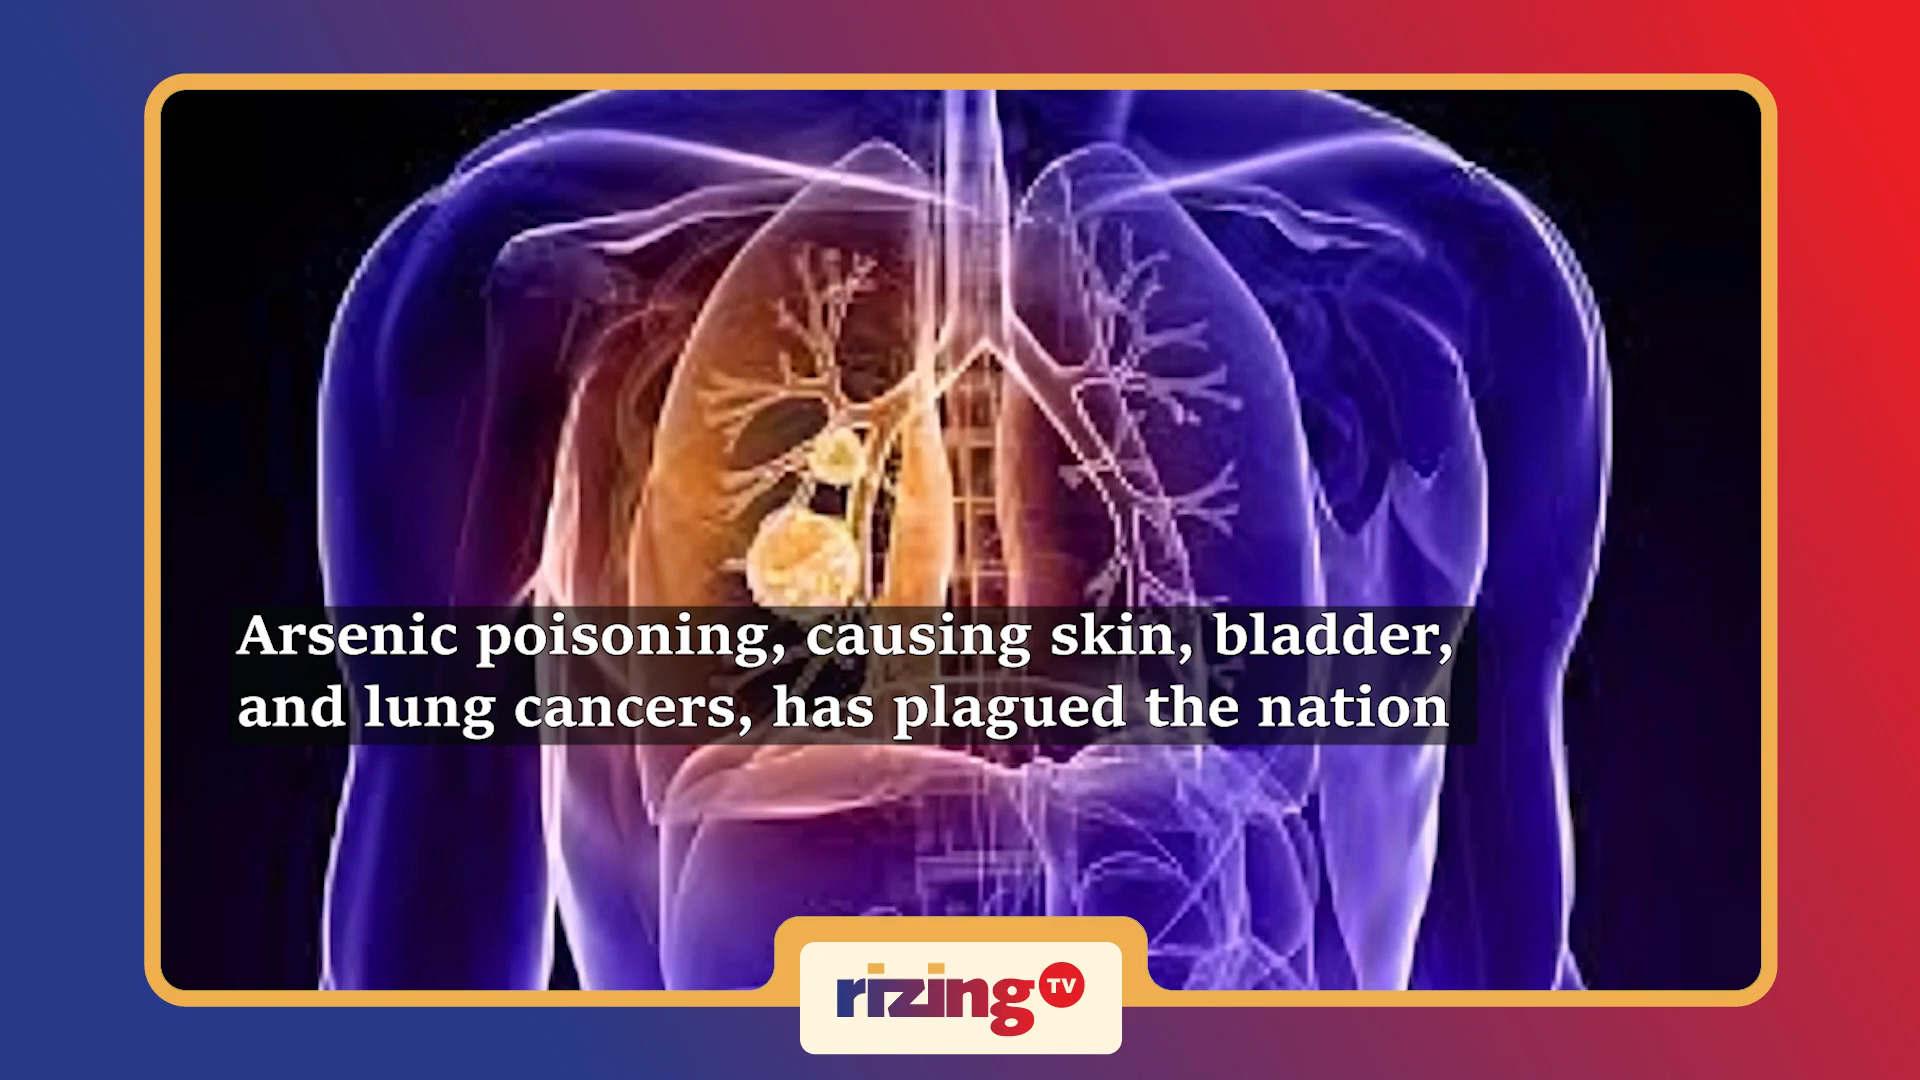 Arsenic poisoning, causing skin, bladder,
and lung cancers, has plagued the nation
rizing TV